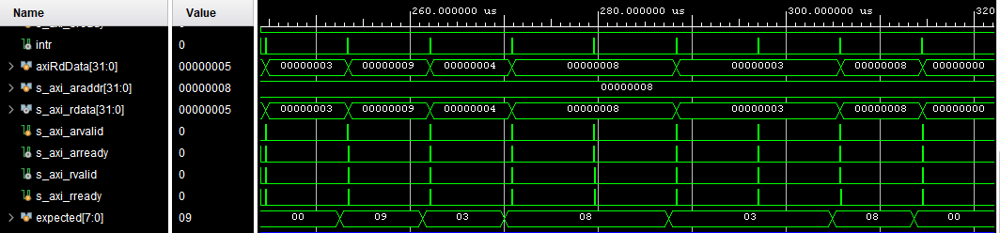 Name Value 260.000000 us 280.000000 us 300.000000 us 320
intr 0
axiRdData[31:0] 00000005 00000003 00000009 00000004 00000008 00000003 00000008 00000000
s_axi_araddr[31:0] 00000008 00000008
s_axi_rdata[31:0] 00000005 00000003 00000009 00000004 00000008 00000003 00000008 00000000
s_axi_arvalid 0
s_axi_arready 0
s_axi_rvalid 0
s_axi_rready 0
expected[7:0] 09 00 09 03 08 03 08 00